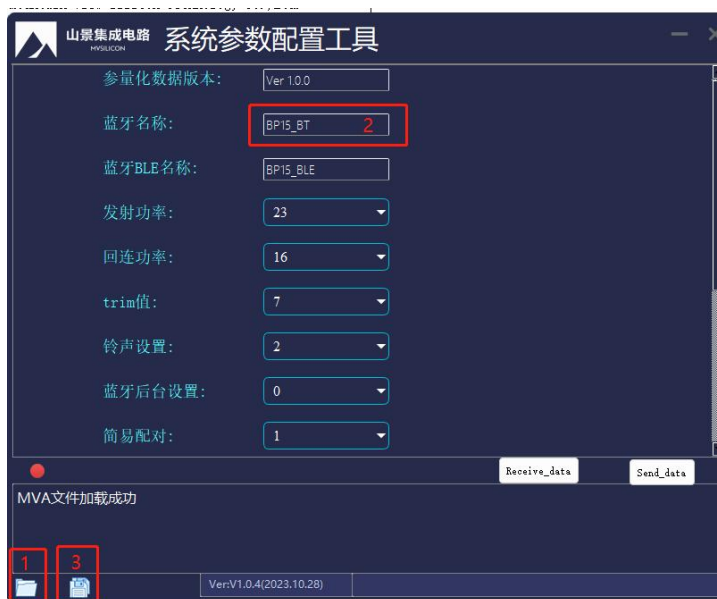 山景集成电路
MVSILICON
系统参数配置工具
参量化数据版本: Ver 1.0.0
蓝牙名称: BP15_BT 2
蓝牙BLE名称: BP15_BLE
发射功率: 23
回连功率: 16
trim值: 7
铃声设置: 2
蓝牙后台设置: 0
简易配对: 1
Receive_data Send_data
MVA文件加载成功
1 3
Ver:V1.0.4(2023.10.28)